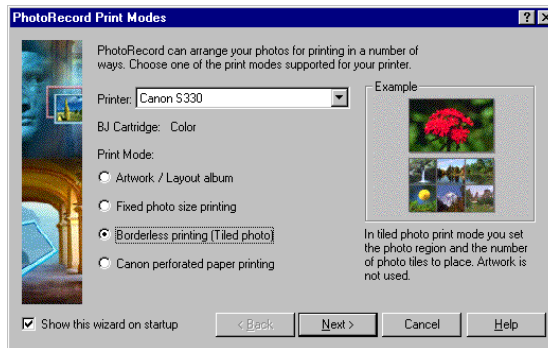 PhotoRecord Print Modes
PhotoRecord can arrange your photos for printing in a number of
ways. Choose one of the print modes supported for your printer.
Printer: Canon S330
BJ Cartridge: Color
Print Mode:
Artwork / Layout album
Fixed photo size printing
Borderless printing (Tiled photo)
Canon perforated paper printing
Example
In tiled photo print mode you set
the photo region and the number
of photo tiles to place. Artwork is
not used.
Show this wizard on startup
< Back
Next >
Cancel
Help